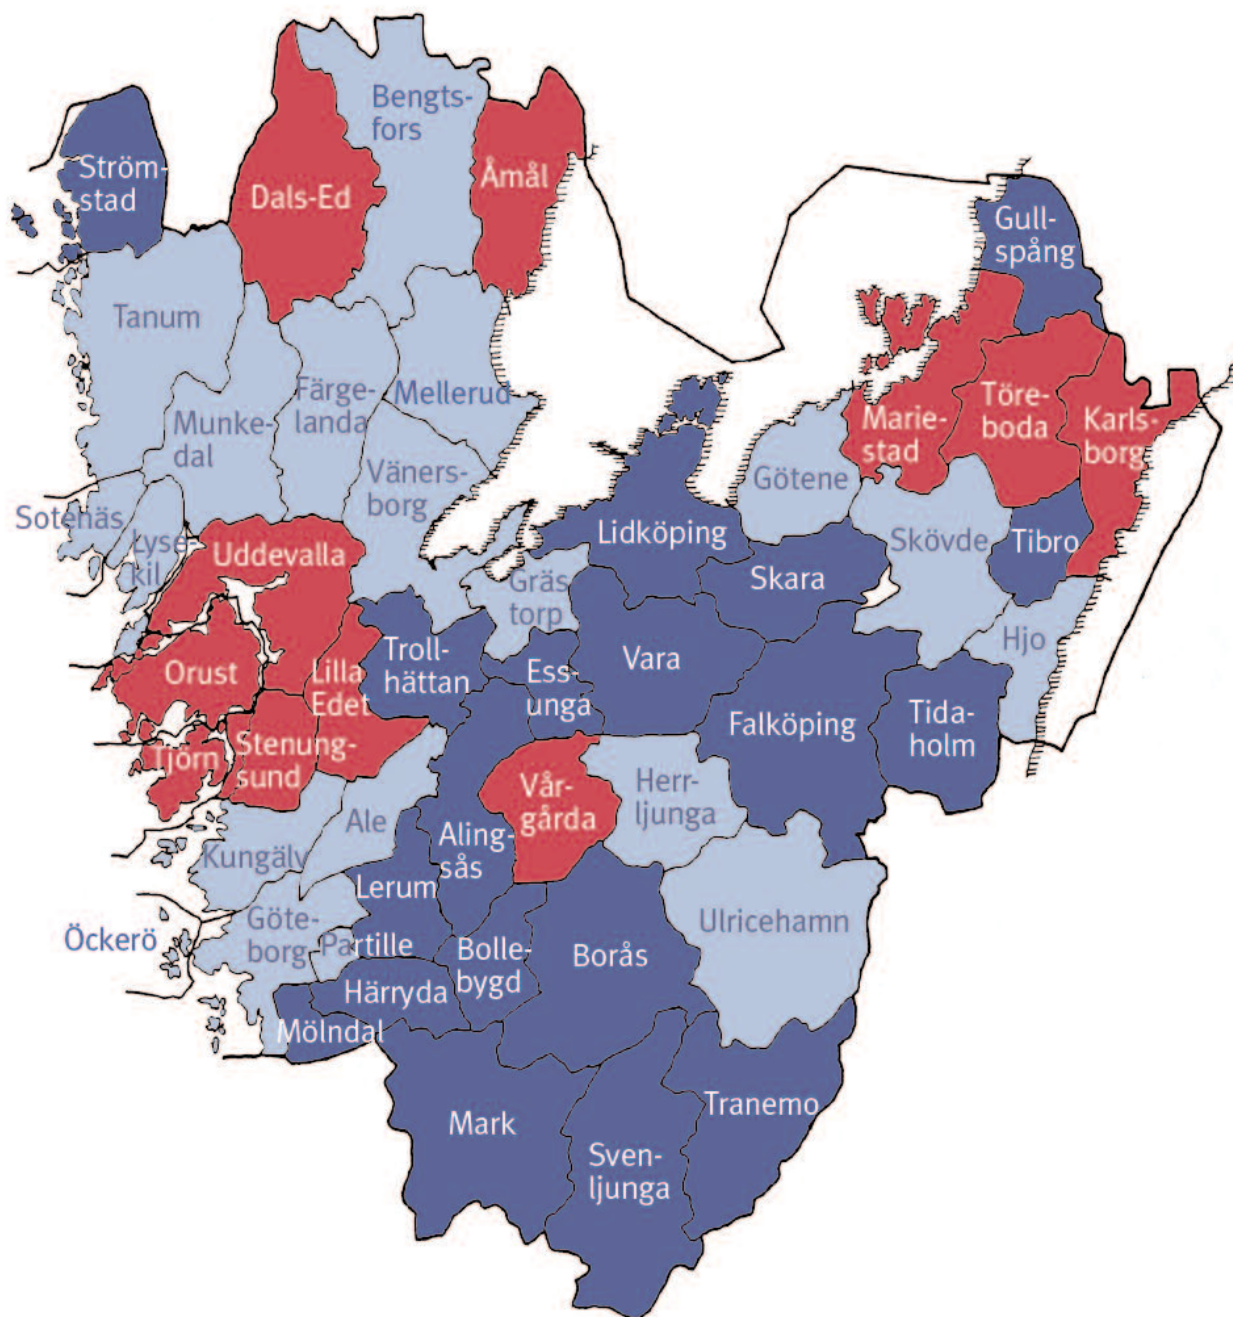 Bengts-
fors
Ström-
stad
Dals-Ed
Åmål
Gull-
spång
Tanum
Färge-
landa
Mellerud
Munke-
dal
Väners-
borg
Marie-
stad
Töre-
boda
Karls-
borg
Götene
Sotenäs
Lyse-
kil
Uddevalla
Lidköping
Skövde
Tibro
Gräs
torp
Skara
Hjo
Orust
Lilla
Edet
Troll-
hättan
Ess-
unga
Vara
Falköping
Tida-
holm
Tjörn
Stenung-
sund
Vår-
gårda
Herr-
ljunga
Ale
Aling-
sås
Kungälv
Lerum
Öckerö
Göte-
borg
Partille
Bolle-
bygd
Borås
Ulricehamn
Härryda
Mölndal
Mark
Tranemo
Sven-
ljunga